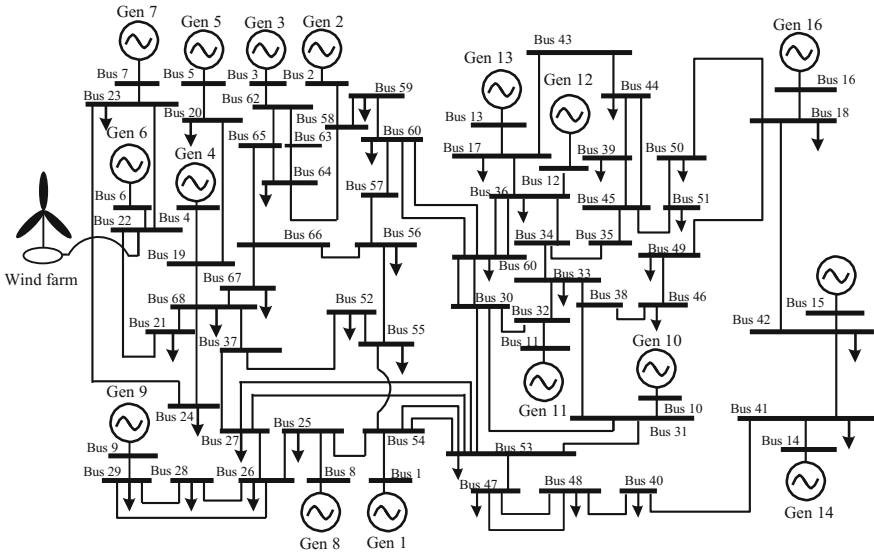 Gen 7
Gen 5
Gen 3
Gen 2
Gen 13
Bus 43
Gen 12
Gen 16
Bus 7
Bus 5
Bus 3
Bus 2
Bus 59
Bus 44
Bus 16
Bus 23
Bus 20
Bus 62
Bus 58
Bus 63
Bus 60
Bus 13
Bus 18
Gen 6
Bus 65
Gen 4
Bus 64
Bus 17
Bus 39
Bus 50
Bus 12
Bus 6
Bus 4
Bus 57
Bus 36
Bus 45
Bus 51
Bus 22
Bus 66
Bus 56
Bus 34
Bus 35
Bus 49
Wind farm
Bus 19
Bus 67
Bus 60
Bus 33
Bus 68
Bus 52
Bus 30
Bus 32
Bus 38
Bus 46
Bus 15
Bus 21
Bus 37
Bus 55
Bus 11
Gen 10
Bus 42
Gen 9
Bus 24
Bus 25
Gen 11
Bus 10
Bus 41
Bus 9
Bus 27
Bus 54
Bus 53
Bus 31
Bus 14
Bus 29
Bus 28
Bus 26
Bus 8
Bus 1
Bus 47
Bus 48
Bus 40
Gen 8
Gen 1
Gen 14